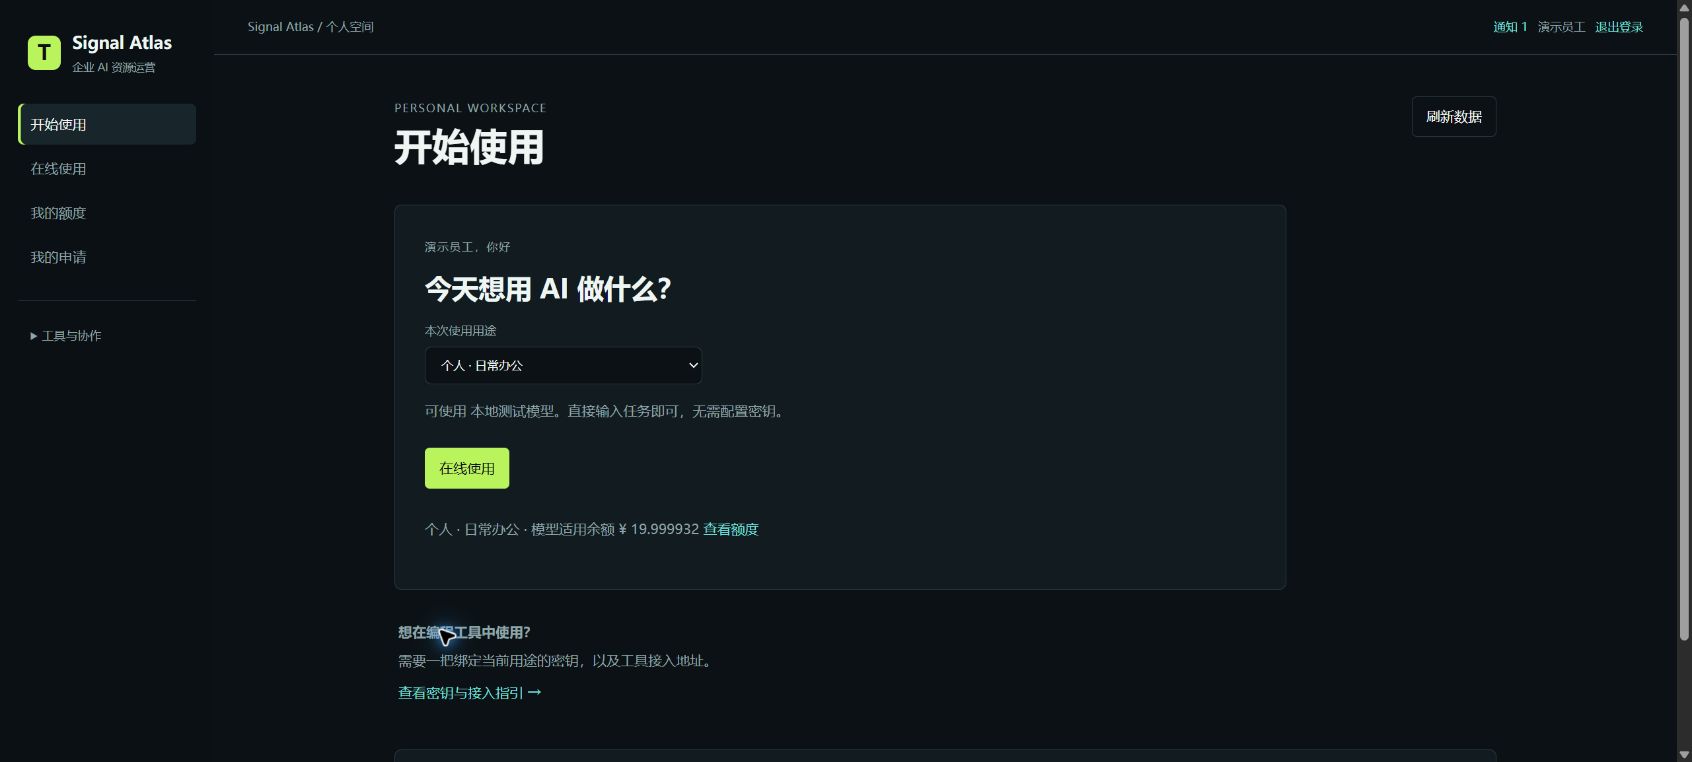 T
Signal Atlas
企业 AI 资源运营
开始使用
在线使用
我的额度
我的申请
工具与协作
Signal Atlas / 个人空间
通知 1 演示员工 退出登录
PERSONAL WORKSPACE
开始使用
刷新数据
演示员工，你好
今天想用 AI 做什么？
本次使用用途
个人 · 日常办公
可使用 本地测试模型。直接输入任务即可，无需配置密钥。
在线使用
个人 · 日常办公 · 模型适用余额 ¥ 19.999932 查看额度
想在编程工具中使用？
需要一把绑定当前用途的密钥，以及工具接入地址。
查看密钥与接入指引 →